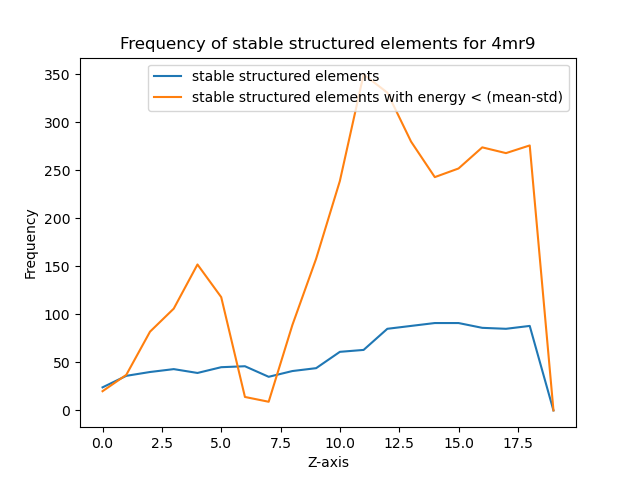 Frequency of stable structured elements for 4mr9
stable structured elements
stable structured elements with energy < (mean-std)
350
300
250
200
150
100
50
0
Frequency
0.0 2.5 5.0 7.5 10.0 12.5 15.0 17.5
Z-axis